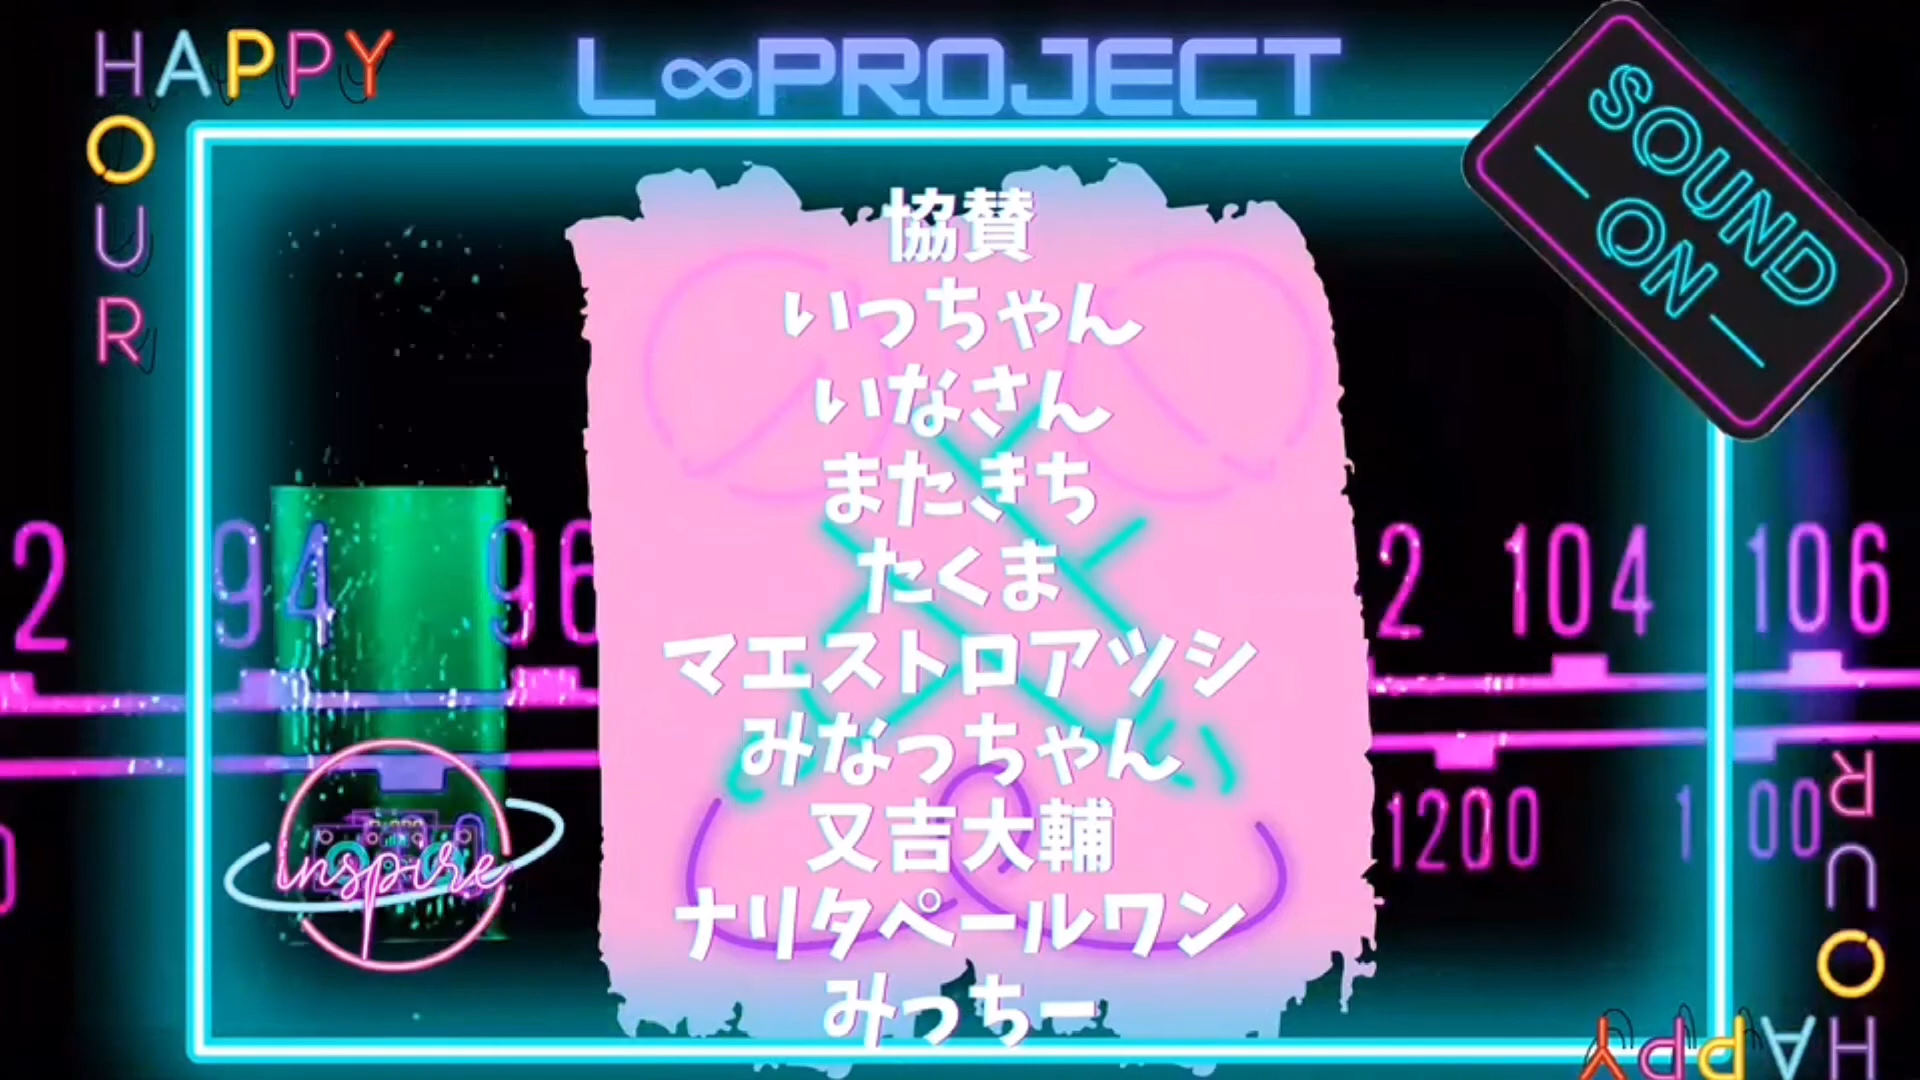 HAPPY
HOUR
L∞PROJECT
SOUND
ON
協賛
いっちゃん
いなさん
またきち
たくま
マエストロアツシ
みなっちゃん
又吉大輔
ナリタペールワン
みっちー
94
96
104
106
1200
inspire
HAPPY
HOUR